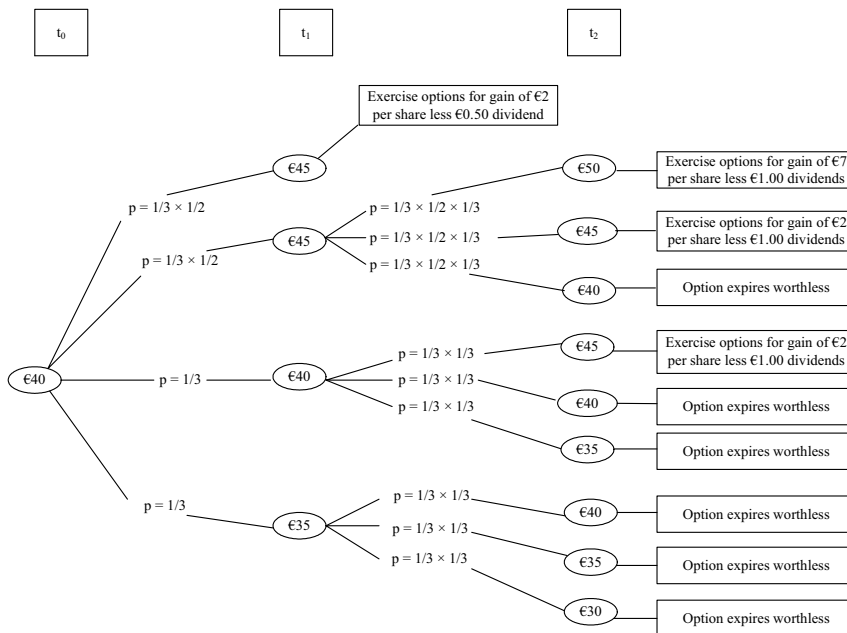 t0
t1
t2
Exercise options for gain of €2
per share less €0.50 dividend
€45
€50
Exercise options for gain of €7
per share less €1.00 dividends
p = 1/3 × 1/2
p = 1/3 × 1/2 × 1/3
€45
p = 1/3 × 1/2 × 1/3
€45
Exercise options for gain of €2
per share less €1.00 dividends
p = 1/3 × 1/2
p = 1/3 × 1/2 × 1/3
€40
Option expires worthless
€45
Exercise options for gain of €2
per share less €1.00 dividends
p = 1/3 × 1/3
€40
p = 1/3
€40
p = 1/3 × 1/3
€40
Option expires worthless
p = 1/3 × 1/3
€35
Option expires worthless
p = 1/3
p = 1/3 × 1/3
€40
Option expires worthless
€35
p = 1/3 × 1/3
€35
Option expires worthless
p = 1/3 × 1/3
€30
Option expires worthless